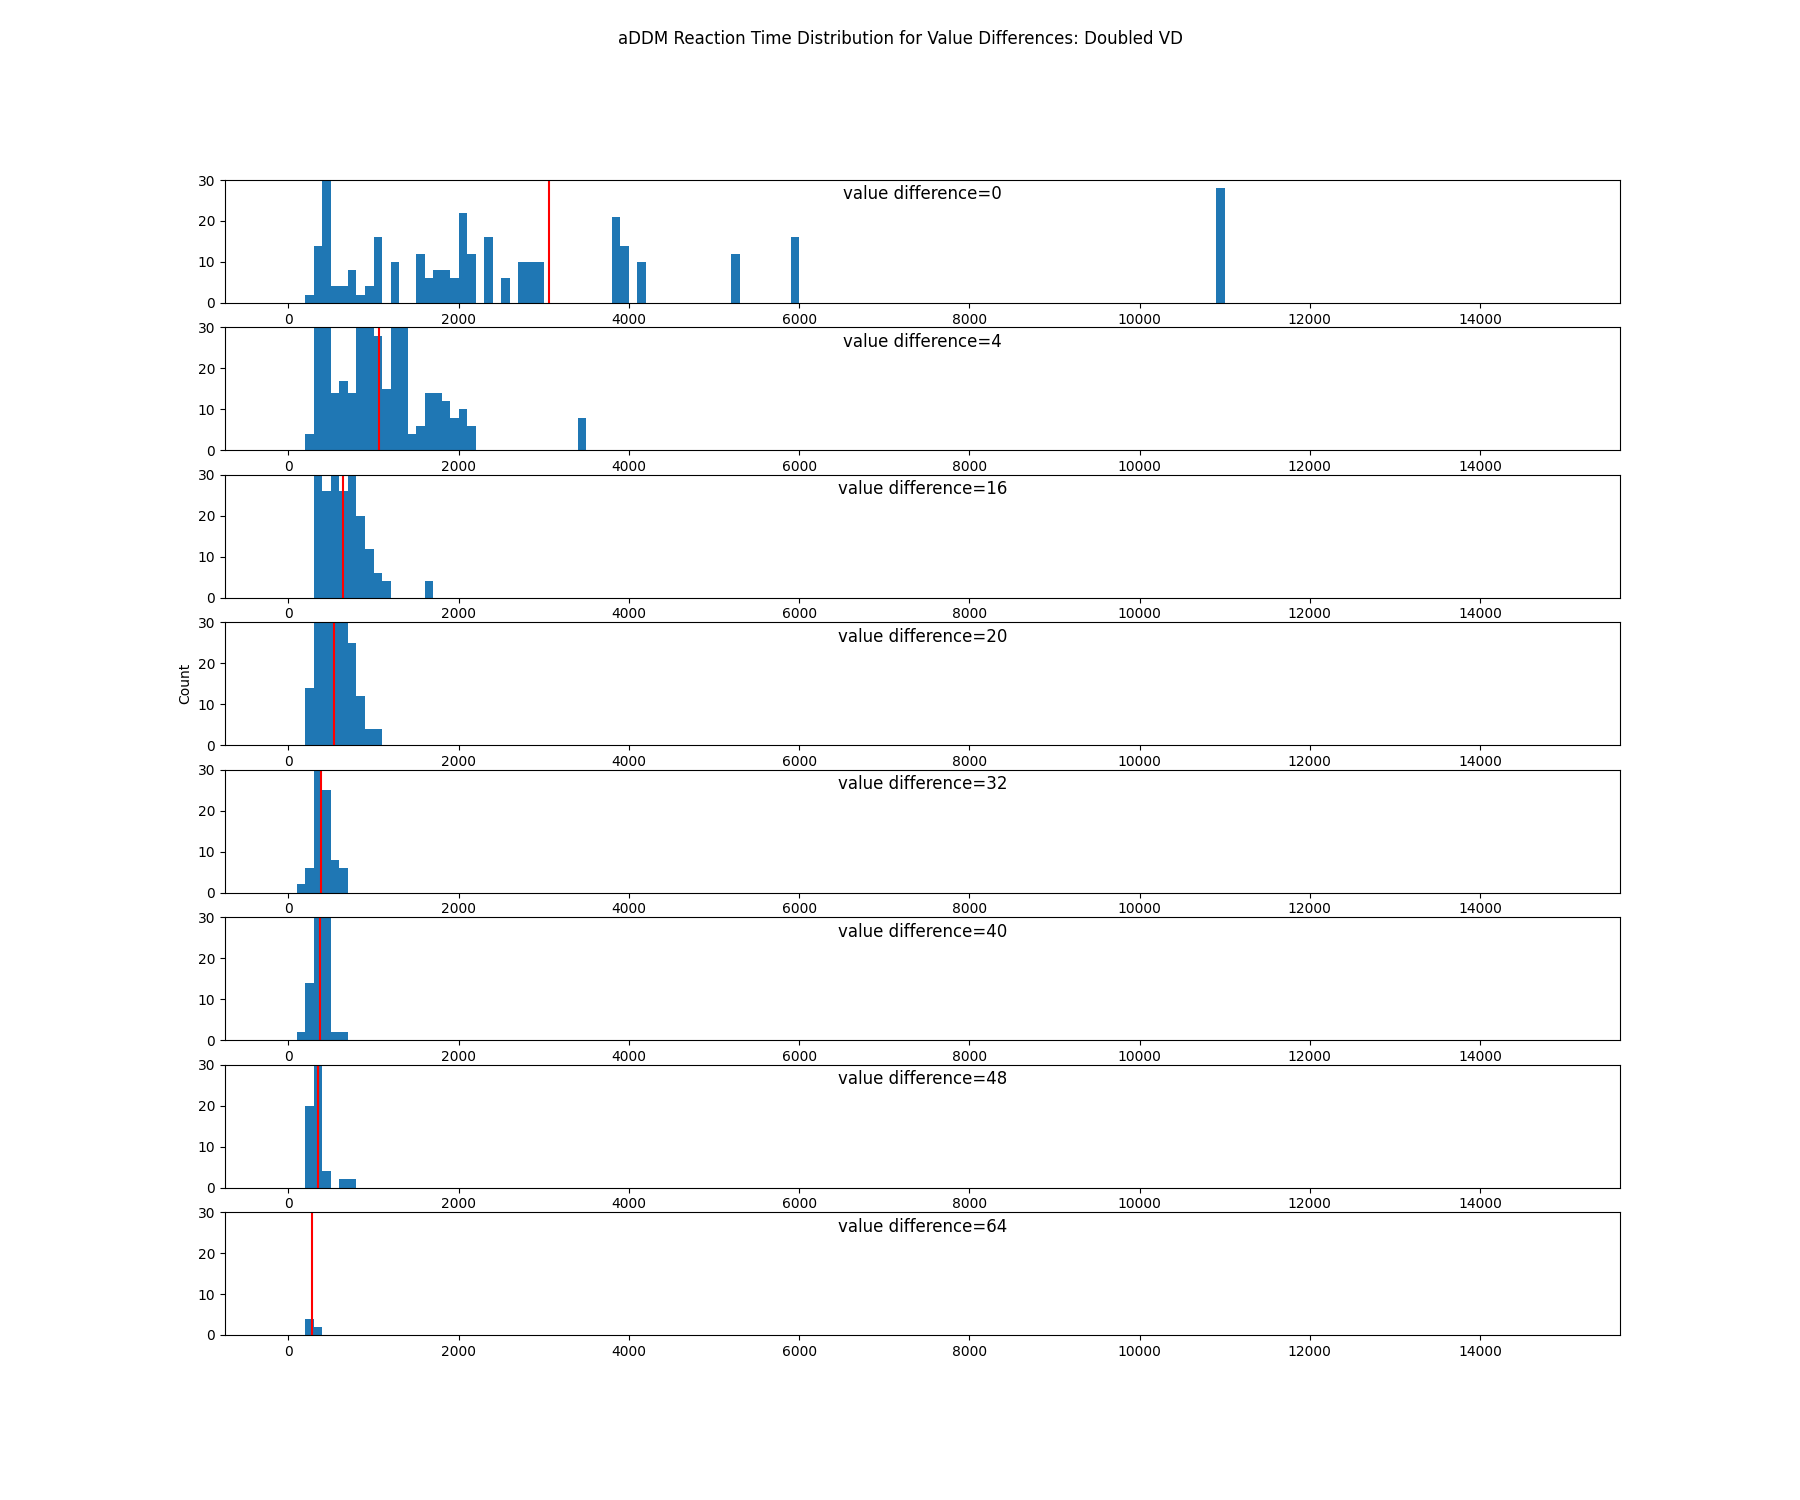 aDDM Reaction Time Distribution for Value Differences: Doubled VD
30
20
10
0
value difference=0
0 2000 4000 6000 8000 10000 12000 14000
30
20
10
0
value difference=4
0 2000 4000 6000 8000 10000 12000 14000
30
20
10
0
value difference=16
0 2000 4000 6000 8000 10000 12000 14000
Count
30
20
10
0
value difference=20
0 2000 4000 6000 8000 10000 12000 14000
30
20
10
0
value difference=32
0 2000 4000 6000 8000 10000 12000 14000
30
20
10
0
value difference=40
0 2000 4000 6000 8000 10000 12000 14000
30
20
10
0
value difference=48
0 2000 4000 6000 8000 10000 12000 14000
30
20
10
0
value difference=64
0 2000 4000 6000 8000 10000 12000 14000